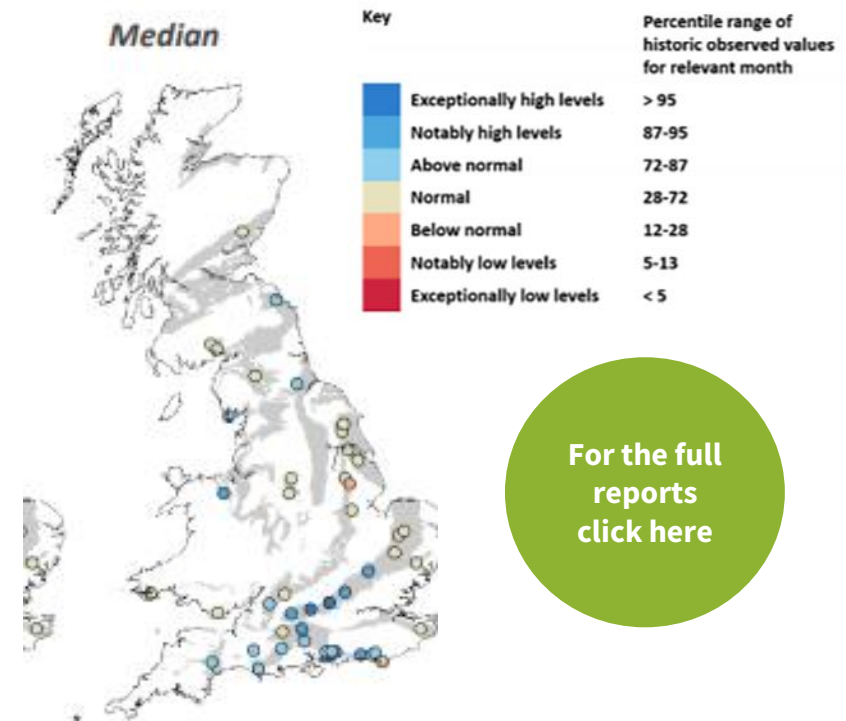 Median
Key
Percentile range of
historic observed values
for relevant month
Exceptionally high levels > 95
Notably high levels 87-95
Above normal 72-87
Normal 28-72
Below normal 12-28
Notably low levels 5-13
Exceptionally low levels < 5
For the full
reports
click here